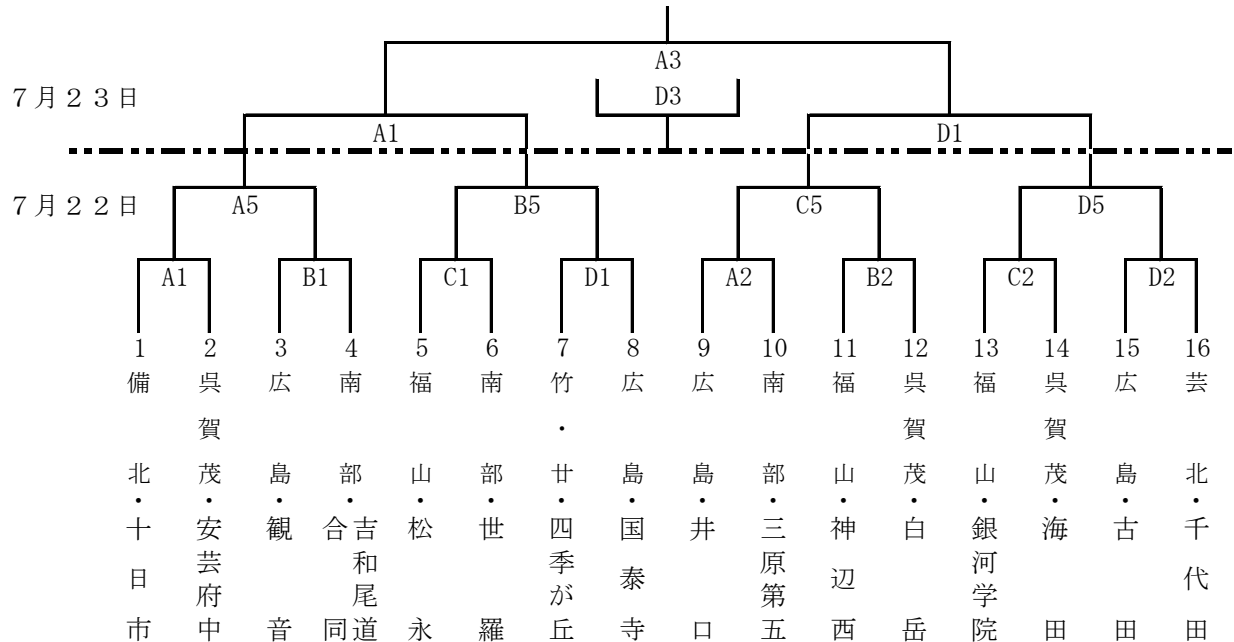 A3
7月23日
D3
A1
D1
7月22日
A5
B5
C5
D5
A1
B1
C1
D1
A2
B2
C2
D2
1
2
3
4
5
6
7
8
9
10
11
12
13
14
15
16
備北・十日市
呉賀茂・安芸府中
広島・観音
南部・吉和尾道合同
福山・松永
南部・世羅
竹・廿・四季が丘
広島・国泰寺
広島・井口
南部・三原第五
福山・神辺西
呉賀茂・白岳
福山・銀河学院
呉賀茂・海田
広島・古田
芸北・千代田